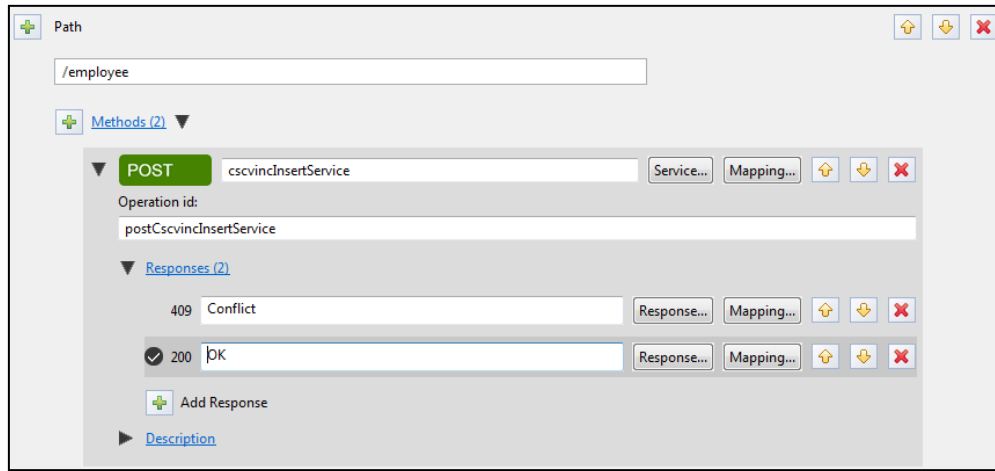 Path
/employee
Methods (2)
POST cscvincInsertService Service... Mapping...
Operation id:
postCscvincInsertService
Responses (2)
409 Conflict Response... Mapping...
200 OK Response... Mapping...
Add Response
Description